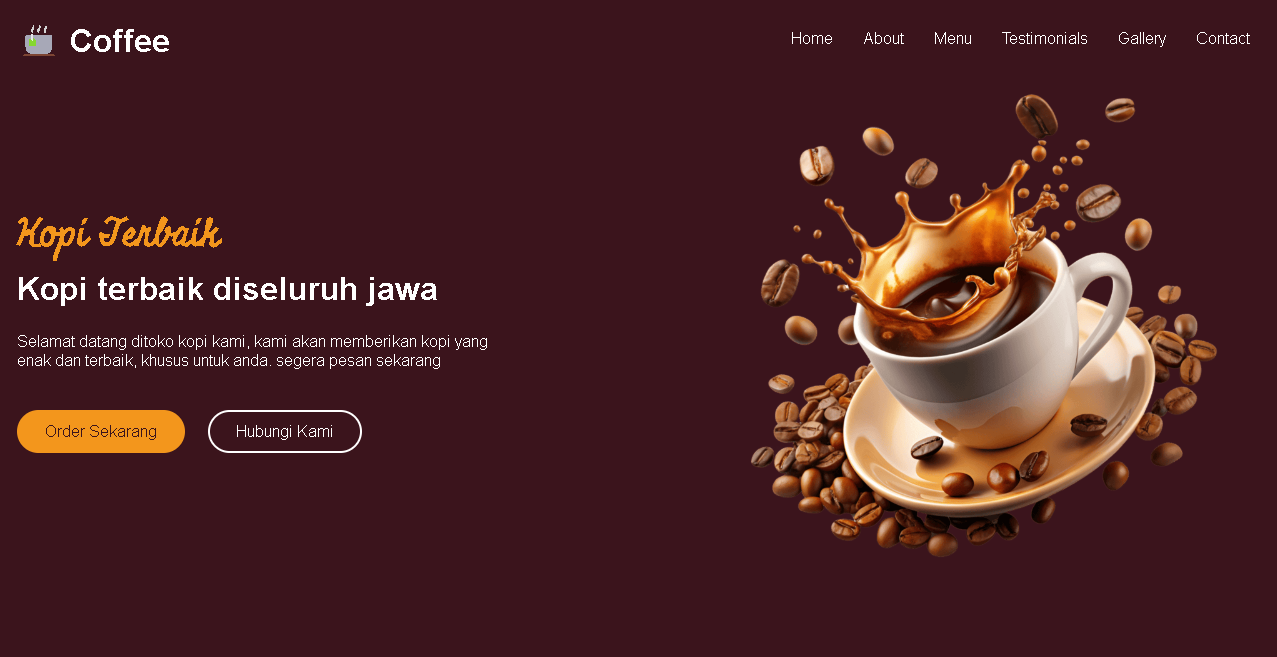 Coffee
Home About Menu Testimonials Gallery Contact
Kopi Terbaik
Kopi terbaik diseluruh jawa
Selamat datang ditoko kopi kami, kami akan memberikan kopi yang
enak dan terbaik, khusus untuk anda. segera pesan sekarang
Order Sekarang Hubungi Kami